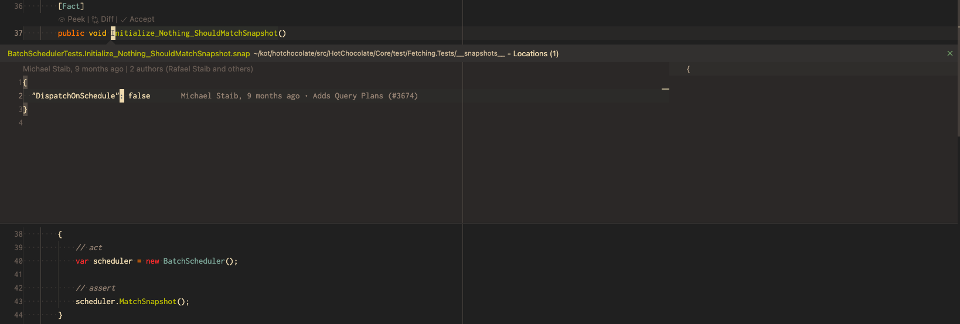 36 [Fact]
Peek | Diff | ✓ Accept
37 public void Initialize_Nothing_ShouldMatchSnapshot()
BatchSchedulerTests.Initialize_Nothing_ShouldMatchSnapshot.snap ~/kot/hotchocolate/src/HotChocolate/Core/test/Fetching.Tests/__snapshots__ – Locations (1) ×
Michael Staib, 9 months ago | 2 authors (Rafael Staib and others)
1 {
{
2 "DispatchOnSchedule": false Michael Staib, 9 months ago • Adds Query Plans (#3674)
3 }
4
38 {
39 // act
40 var scheduler = new BatchScheduler();
41
42 // assert
43 scheduler.MatchSnapshot();
44 }